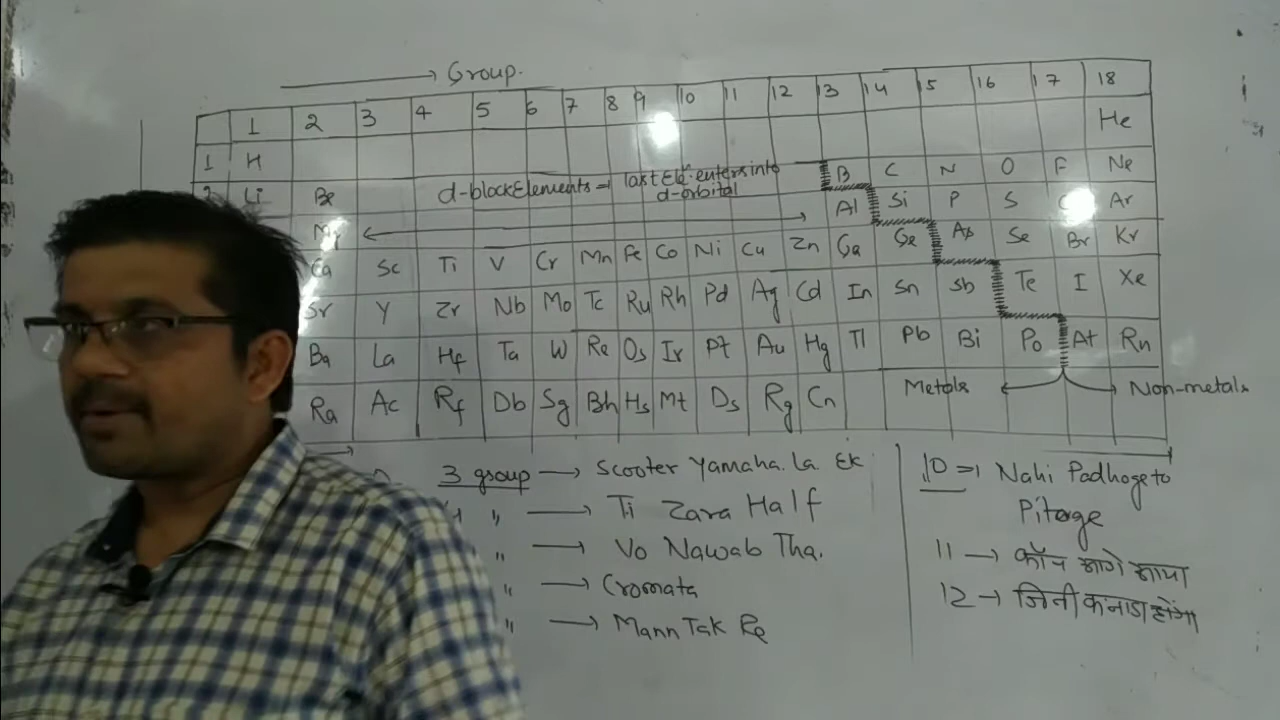 Group.
1 2 3 4 5 6 7 8 9 10 11 12 13 14 15 16 17 18
He
1 H
Li Be B C N O F Ne
d-block Elements = last Ele. enters into
d-orbital
Al Si P S Ar
Ca Sc Ti V Cr Mn Fe Co Ni Cu Zn Ga Ge As Se Br Kr
Sr Y Zr Nb Mo Tc Ru Rh Pd Ag Cd In Sn Sb Te I Xe
Ba La Hf Ta W Re Os Ir Pt Au Hg Tl Pb Bi Po At Rn
Ra Ac Rf Db Sg Bh Hs Mt Ds Rg Cn
Metals Non-metals
3 group → Scooter Yamaha. La. Ek
" → Ti Zara Half
" → Vo Nawab Tha.
" → Cromata
" → Mann Tak Re
10 ⇒ Nahi Padhoge to
Pitoge
11 →
12 → जिनी कनाडा